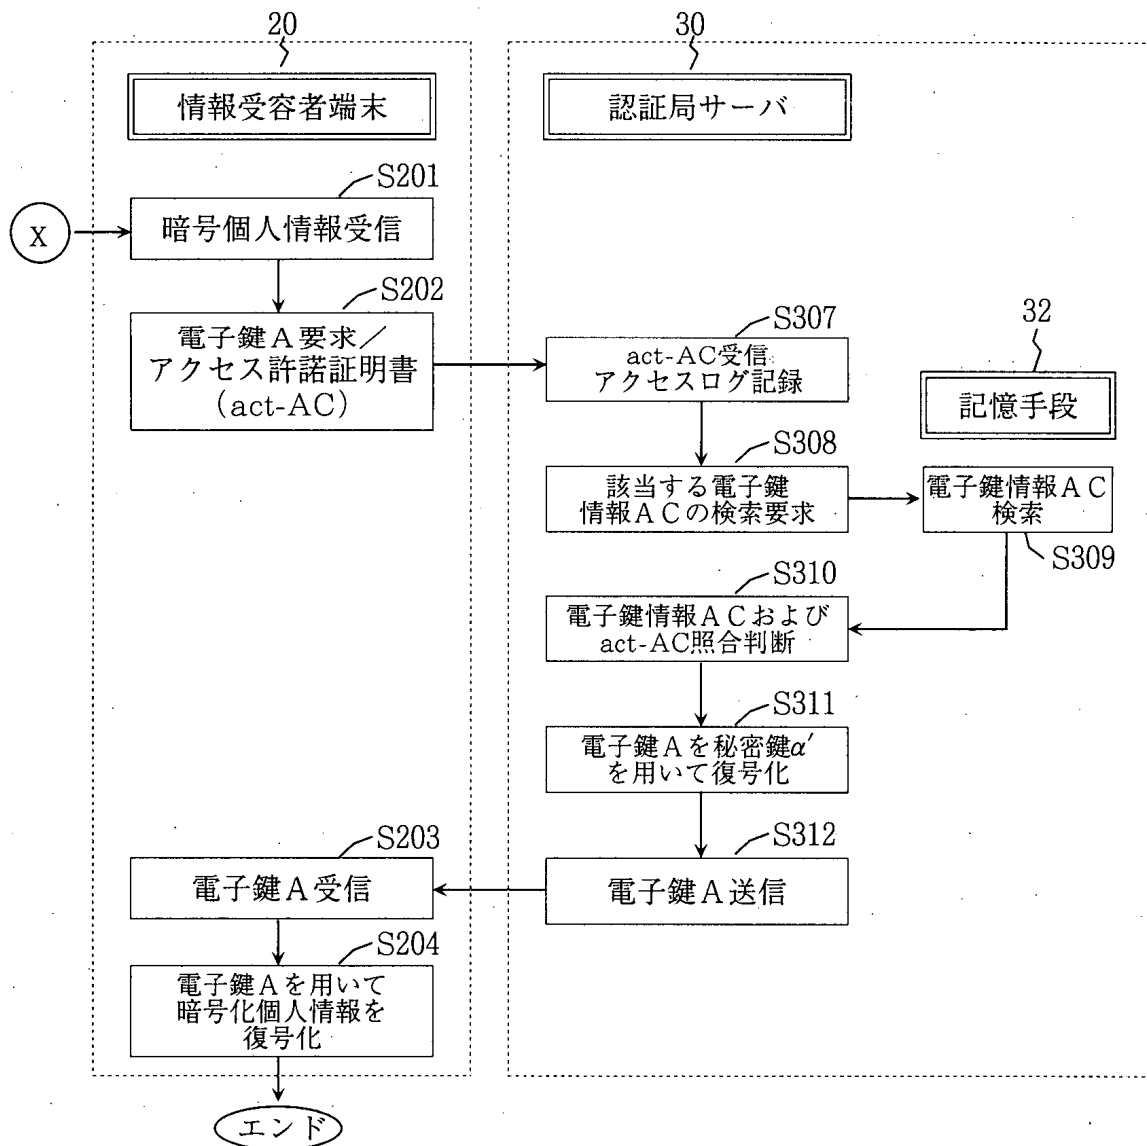 20
30
情報受容者端末
認証局サーバ
S201
X
暗号個人情報受信
S202
電子鍵A要求／
アクセス許諾証明書
（act-AC）
S307
act-AC受信
アクセスログ記録
32
記憶手段
S308
該当する電子鍵
情報ACの検索要求
電子鍵情報AC
検索
S309
S310
電子鍵情報ACおよび
act-AC照合判断
S311
電子鍵Aを秘密鍵α′
を用いて復号化
S312
電子鍵A送信
S203
電子鍵A受信
S204
電子鍵Aを用いて
暗号化個人情報を
復号化
エンド